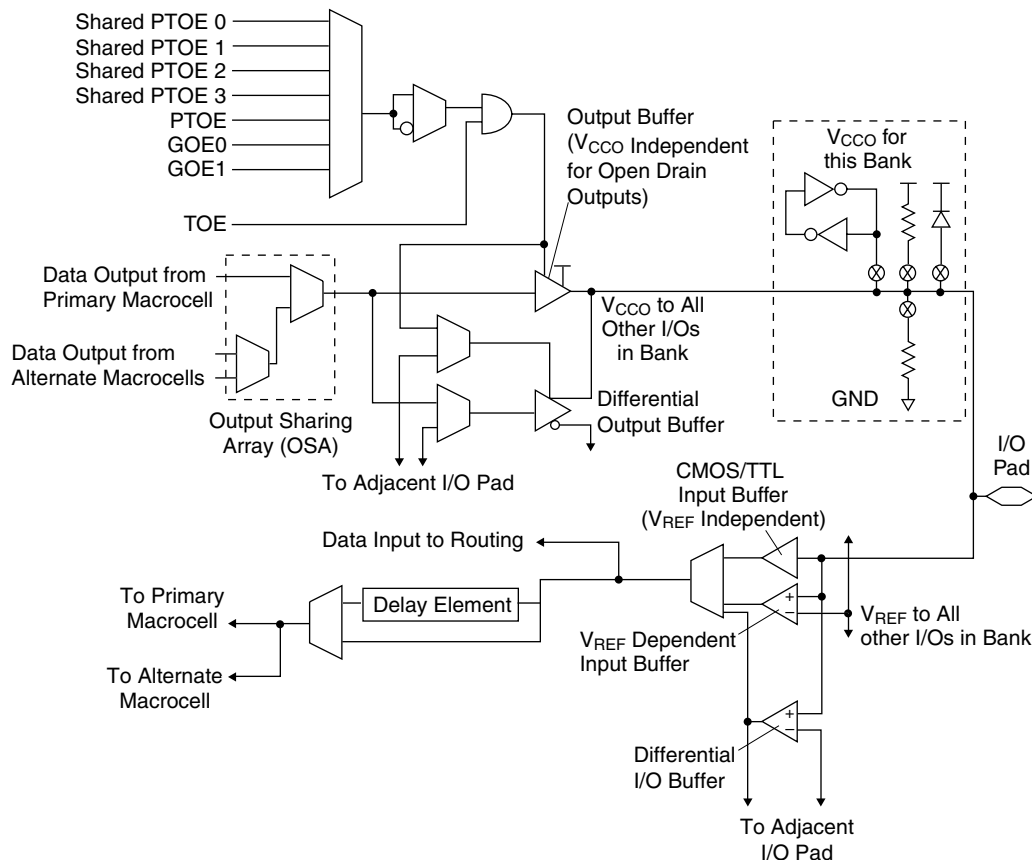 Shared PTOE 0
Shared PTOE 1
Shared PTOE 2
Shared PTOE 3
PTOE
GOE0
GOE1
TOE
Output Buffer
(VCCO Independent
for Open Drain
Outputs)
VCCO for
this Bank
GND
Data Output from
Primary Macrocell
Data Output from
Alternate Macrocells
Output Sharing
Array (OSA)
VCCO to All
Other I/Os
in Bank
Differential
Output Buffer
To Adjacent I/O Pad
I/O
Pad
CMOS/TTL
Input Buffer
(VREF Independent)
Data Input to Routing
To Primary
Macrocell
Delay Element
To Alternate
Macrocell
+
−
VREF to All
other I/Os in Bank
VREF Dependent
Input Buffer
+
−
Differential
I/O Buffer
To Adjacent
I/O Pad